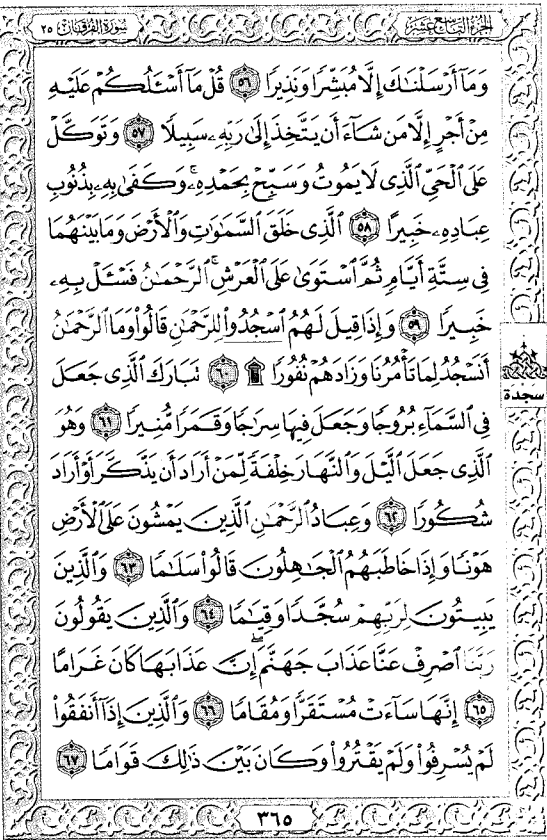 الجزء التاسع عشر
سورة الفرقان ٢٥
وَمَآ أَرْسَلْنَٰكَ إِلَّا مُبَشِّرًا وَنَذِيرًا ٥٦ قُلْ مَآ أَسْـَٔلُكُمْ عَلَيْهِ
مِنْ أَجْرٍ إِلَّا مَن شَآءَ أَن يَتَّخِذَ إِلَىٰ رَبِّهِۦ سَبِيلًا ٥٧ وَتَوَكَّلْ
عَلَى ٱلْحَىِّ ٱلَّذِى لَا يَمُوتُ وَسَبِّحْ بِحَمْدِهِۦ ۚ وَكَفَىٰ بِهِۦ بِذُنُوبِ
عِبَادِهِۦ خَبِيرًا ٥٨ ٱلَّذِى خَلَقَ ٱلسَّمَٰوَٰتِ وَٱلْأَرْضَ وَمَا بَيْنَهُمَا
فِى سِتَّةِ أَيَّامٍ ثُمَّ ٱسْتَوَىٰ عَلَى ٱلْعَرْشِ ۚ ٱلرَّحْمَٰنُ فَسْـَٔلْ بِهِۦ
خَبِيرًا ٥٩ وَإِذَا قِيلَ لَهُمُ ٱسْجُدُوا۟ لِلرَّحْمَٰنِ قَالُوا۟ وَمَا ٱلرَّحْمَٰنُ
أَنَسْجُدُ لِمَا تَأْمُرُنَا وَزَادَهُمْ نُفُورًا ۩ ٦٠ تَبَارَكَ ٱلَّذِى جَعَلَ
سجدة
فِى ٱلسَّمَآءِ بُرُوجًا وَجَعَلَ فِيهَا سِرَٰجًا وَقَمَرًا مُّنِيرًا ٦١ وَهُوَ
ٱلَّذِى جَعَلَ ٱلَّيْلَ وَٱلنَّهَارَ خِلْفَةً لِّمَنْ أَرَادَ أَن يَذَّكَّرَ أَوْ أَرَادَ
شُكُورًا ٦٢ وَعِبَادُ ٱلرَّحْمَٰنِ ٱلَّذِينَ يَمْشُونَ عَلَى ٱلْأَرْضِ
هَوْنًا وَإِذَا خَاطَبَهُمُ ٱلْجَٰهِلُونَ قَالُوا۟ سَلَٰمًا ٦٣ وَٱلَّذِينَ
يَبِيتُونَ لِرَبِّهِمْ سُجَّدًا وَقِيَٰمًا ٦٤ وَٱلَّذِينَ يَقُولُونَ
رَبَّنَا ٱصْرِفْ عَنَّا عَذَابَ جَهَنَّمَ ۖ إِنَّ عَذَابَهَا كَانَ غَرَامًا
٦٥ إِنَّهَا سَآءَتْ مُسْتَقَرًّا وَمُقَامًا ٦٦ وَٱلَّذِينَ إِذَآ أَنفَقُوا۟
لَمْ يُسْرِفُوا۟ وَلَمْ يَقْتُرُوا۟ وَكَانَ بَيْنَ ذَٰلِكَ قَوَامًا ٦٧
٣٦٥